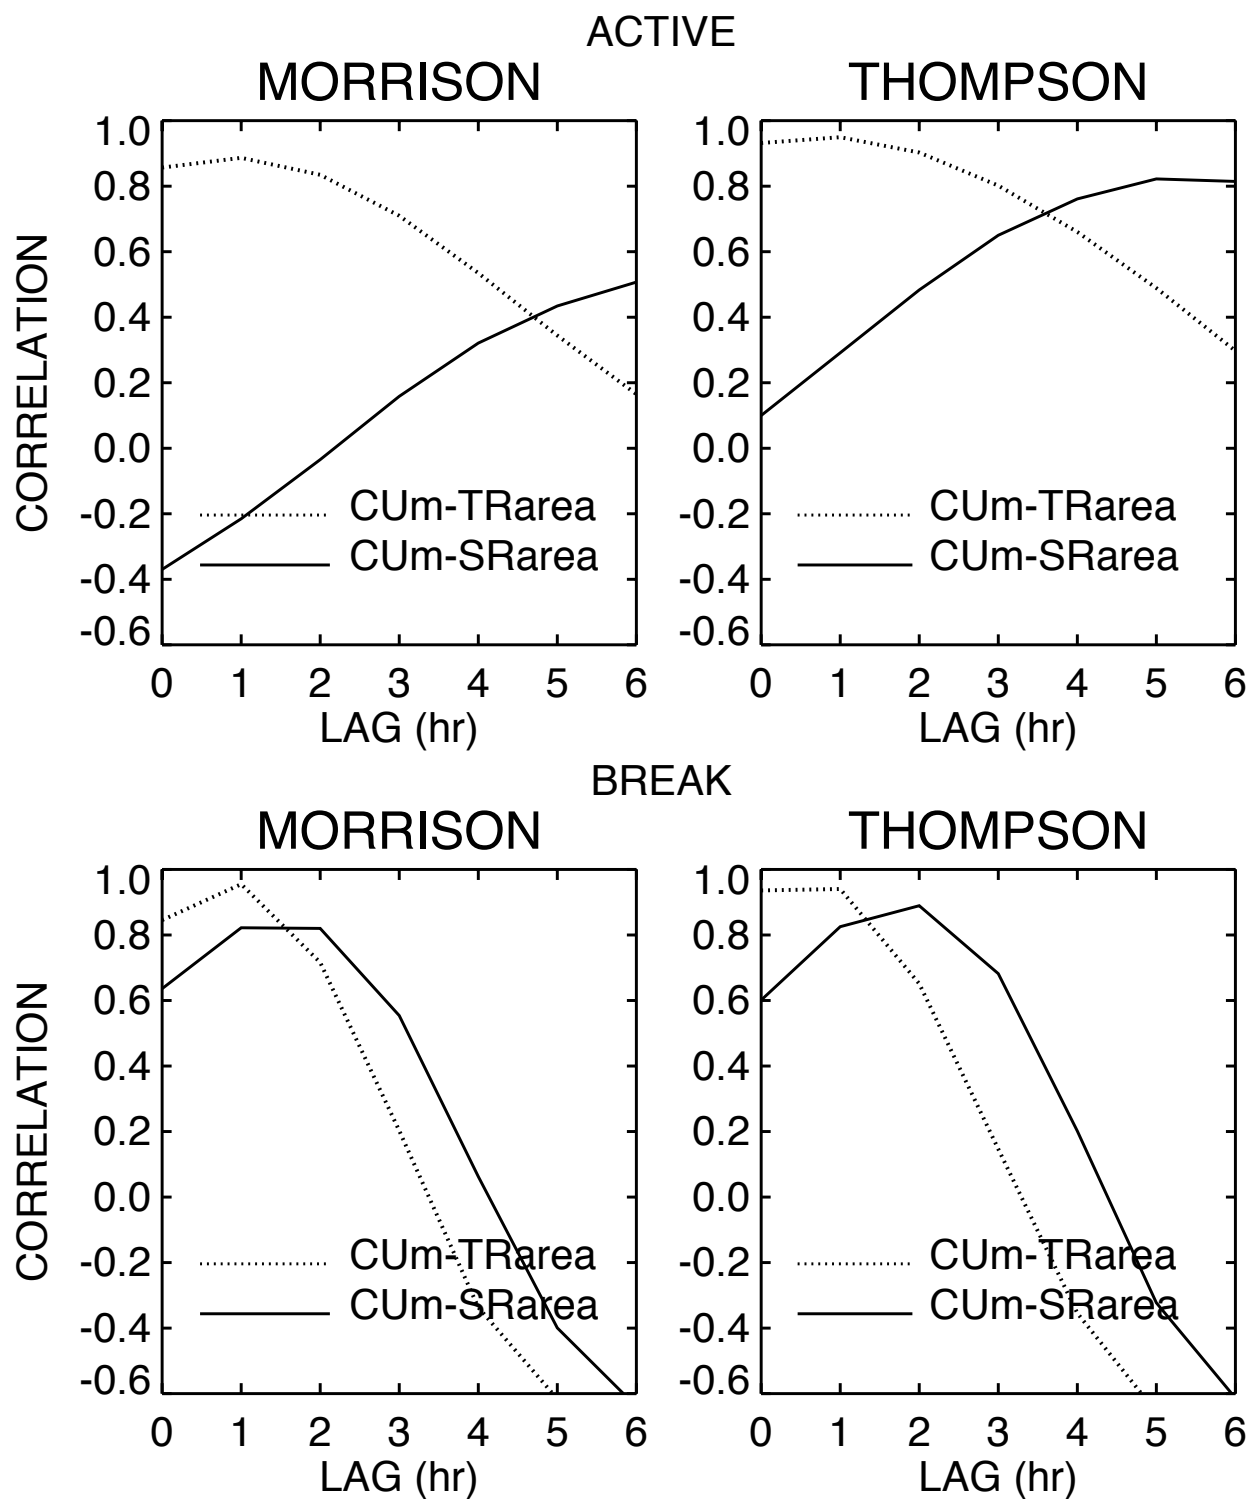 ACTIVE
MORRISON THOMPSON
1.0 1.0
0.8 0.8
0.6 0.6
0.4 0.4
0.2 0.2
0.0 0.0
-0.2 CUm-TRarea -0.2 CUm-TRarea
CUm-SRarea CUm-SRarea
-0.4 -0.4
-0.6 -0.6
CORRELATION
0 1 2 3 4 5 6 0 1 2 3 4 5 6
LAG (hr) LAG (hr)
BREAK
MORRISON THOMPSON
1.0 1.0
0.8 0.8
0.6 0.6
0.4 0.4
0.2 0.2
0.0 0.0
-0.2 CUm-TRarea -0.2 CUm-TRarea
CUm-SRarea CUm-SRarea
-0.4 -0.4
-0.6 -0.6
CORRELATION
0 1 2 3 4 5 6 0 1 2 3 4 5 6
LAG (hr) LAG (hr)